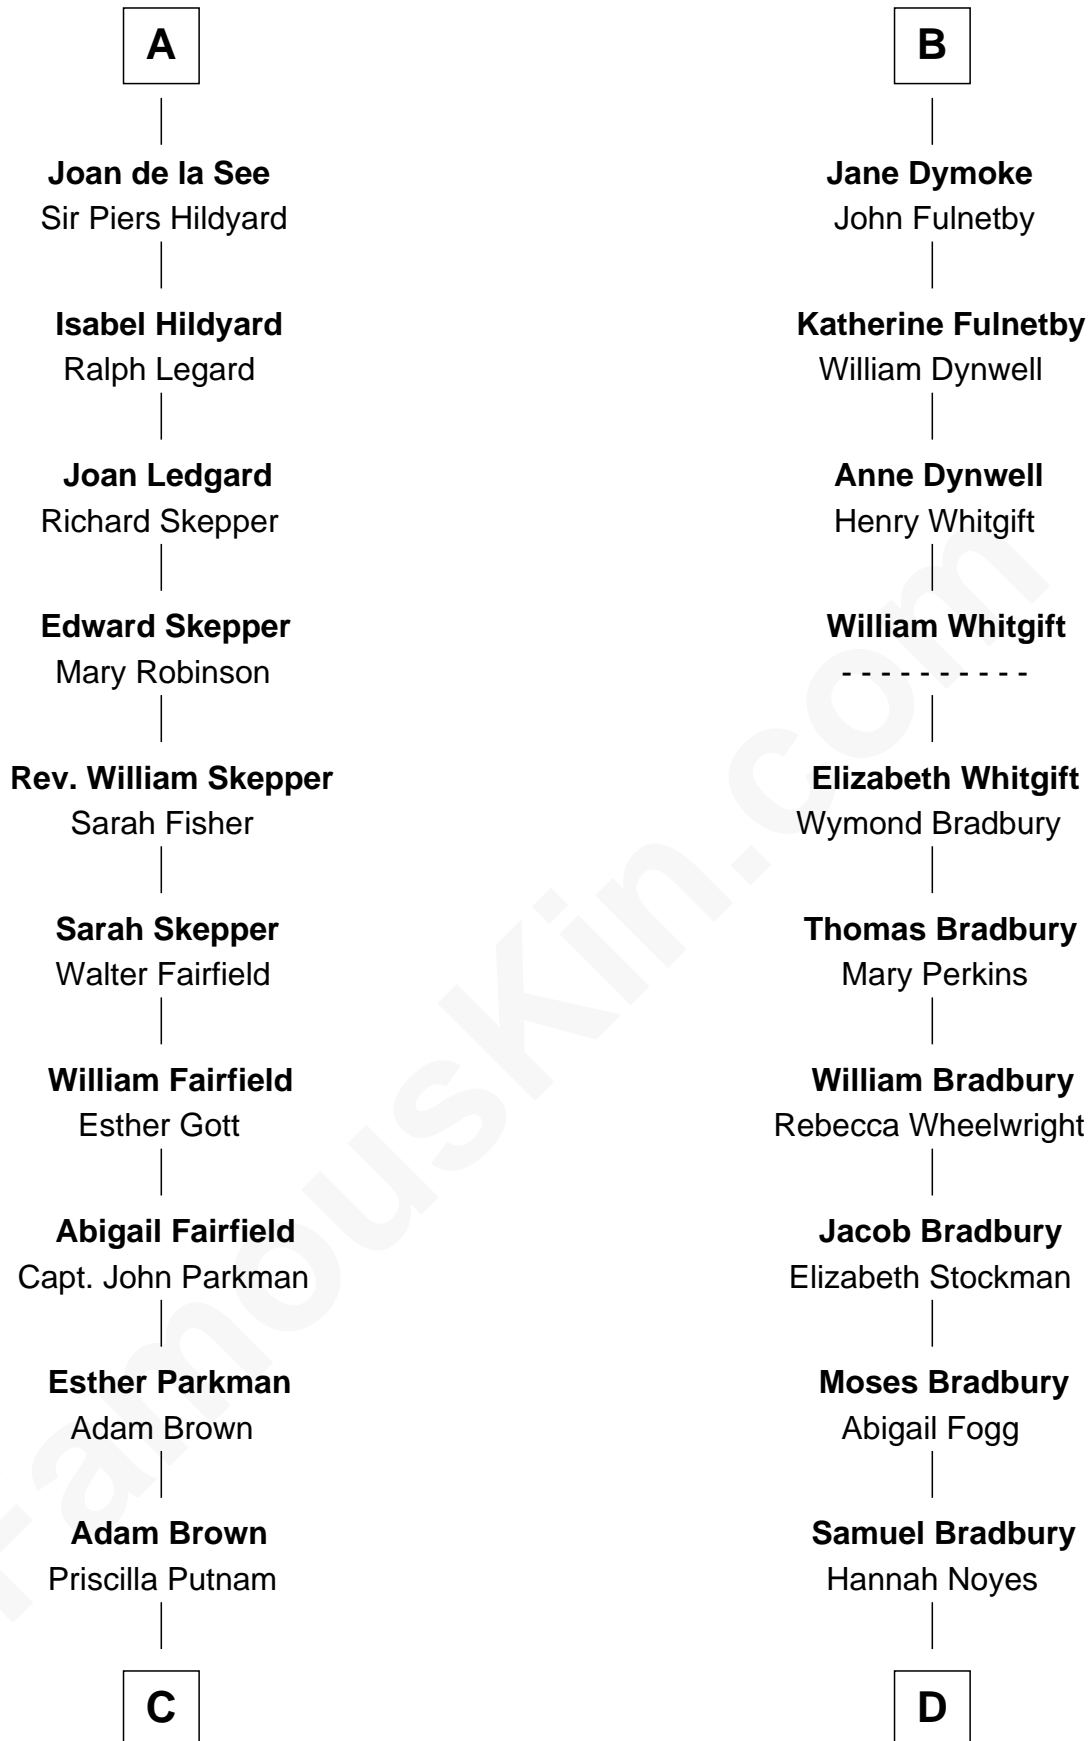 A
Joan de la See
Sir Piers Hildyard
Isabel Hildyard
Ralph Legard
Joan Ledgard
Richard Skepper
Edward Skepper
Mary Robinson
Rev. William Skepper
Sarah Fisher
Sarah Skepper
Walter Fairfield
William Fairfield
Esther Gott
Abigail Fairfield
Capt. John Parkman
Esther Parkman
Adam Brown
Adam Brown
Priscilla Putnam
C
B
Jane Dymoke
John Fulnetby
Katherine Fulnetby
William Dynwell
Anne Dynwell
Henry Whitgift
William Whitgift
- - - - - - - - - -
Elizabeth Whitgift
Wymond Bradbury
Thomas Bradbury
Mary Perkins
William Bradbury
Rebecca Wheelwright
Jacob Bradbury
Elizabeth Stockman
Moses Bradbury
Abigail Fogg
Samuel Bradbury
Hannah Noyes
D
FamousKin.com